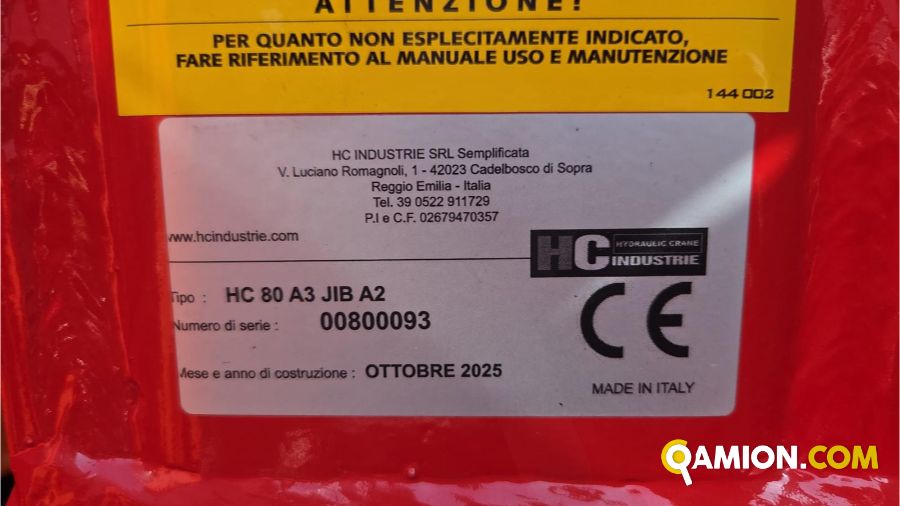 ATTENZIONE!
PER QUANTO NON ESPLECITAMENTE INDICATO,
FARE RIFERIMENTO AL MANUALE USO E MANUTENZIONE
144 002
HC INDUSTRIE SRL Semplificata
V. Luciano Romagnoli, 1 - 42023 Cadelbosco di Sopra
Reggio Emilia - Italia
Tel. 39 0522 911729
P.I e C.F. 02679470357
www.hcindustrie.com
HC HYDRAULIC CRANE
INDUSTRIE
Tipo : HC 80 A3 JIB A2
Numero di serie : 00800093
CE
Mese e anno di costruzione : OTTOBRE 2025
MADE IN ITALY
QAMION.COM